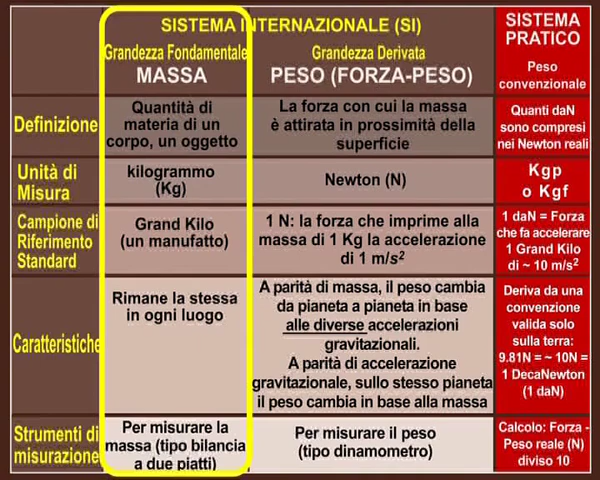 SISTEMA INTERNAZIONALE (SI)
SISTEMA
PRATICO
Grandezza Fondamentale
MASSA
Grandezza Derivata
PESO (FORZA-PESO)
Peso
convenzionale
Definizione
Quantità di
materia di un
corpo, un oggetto
La forza con cui la massa
è attirata in prossimità della
superficie
Quanti daN
sono compresi
nei Newton reali
Unità di
Misura
kilogrammo
(Kg)
Newton (N)
Kgp
o Kgf
Campione di
Riferimento
Standard
Grand Kilo
(un manufatto)
1 N: la forza che imprime alla
massa di 1 Kg la accelerazione
di 1 m/s²
1 daN = Forza
che fa accelerare
1 Grand Kilo
di ~ 10 m/s²
Caratteristiche
Rimane la stessa
in ogni luogo
A parità di massa, il peso cambia
da pianeta a pianeta in base
alle diverse accelerazioni
gravitazionali.
A parità di accelerazione
gravitazionale, sullo stesso pianeta
il peso cambia in base alla massa
Deriva da una
convenzione
valida solo
sulla terra:
9.81N = ~ 10N =
1 DecaNewton
(1 daN)
Strumenti di
misurazione
Per misurare la
massa (tipo bilancia
a due piatti)
Per misurare il peso
(tipo dinamometro)
Calcolo: Forza -
Peso reale (N)
diviso 10